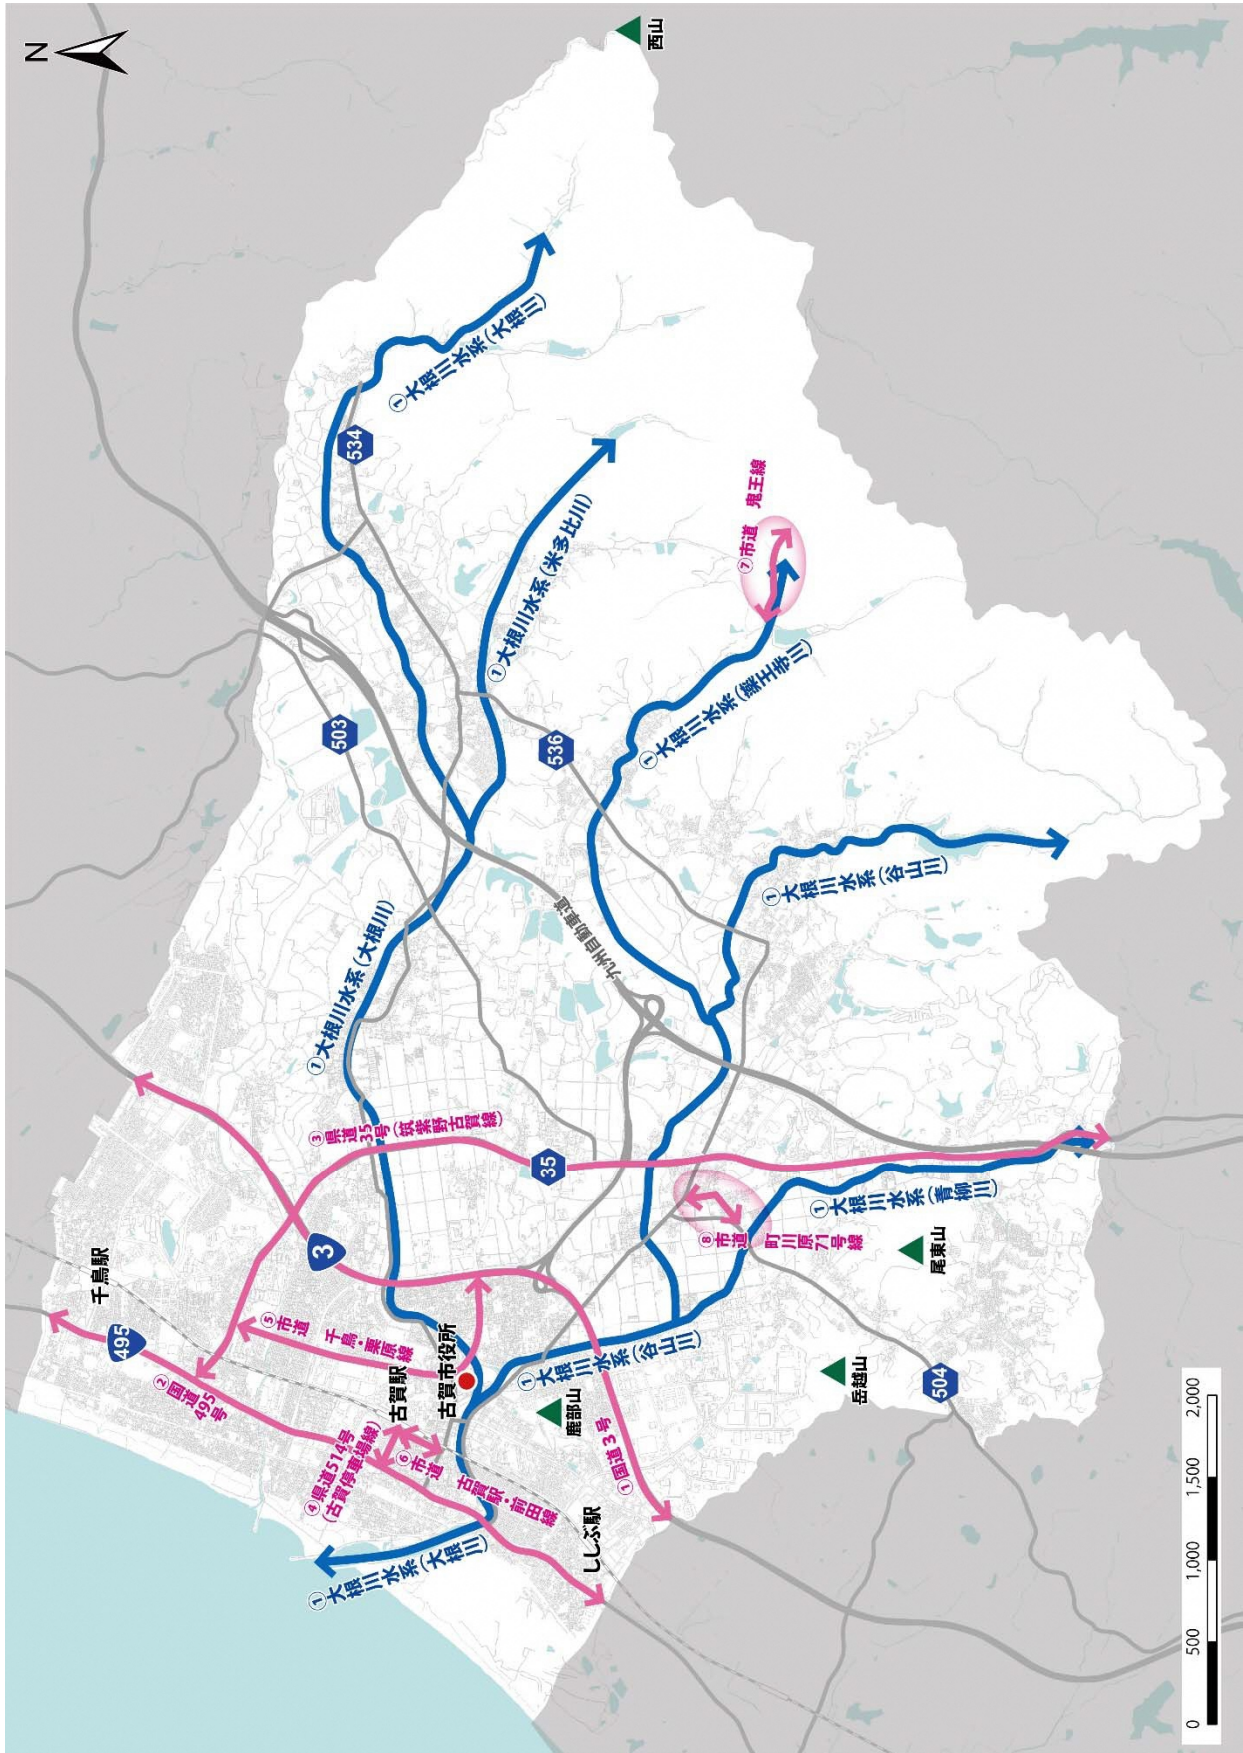 N
西山
①大根川水系(大根川)
534
①大根川水系(米多比川)
⑦市道 鬼王線
503
536
①大根川水系(薬王寺川)
①大根川水系(谷山川)
九州自動車道
①大根川水系(大根川)
③県道
35号(筑紫野古賀線)
35
①大根川水系(青柳川)
⑧市道
町川原71号線
尾東山
3
千鳥駅
495
②国道
495号
⑤市道
千鳥・栗原線
古賀駅
古賀市役所
①大根川水系(谷山川)
鹿部山
岳越山
504
④県道514号
(古賀停車場線)
⑥市道
古賀駅・前田線
①国道3号
ししぶ駅
①大根川水系(大根川)
0 500 1,000 1,500 2,000